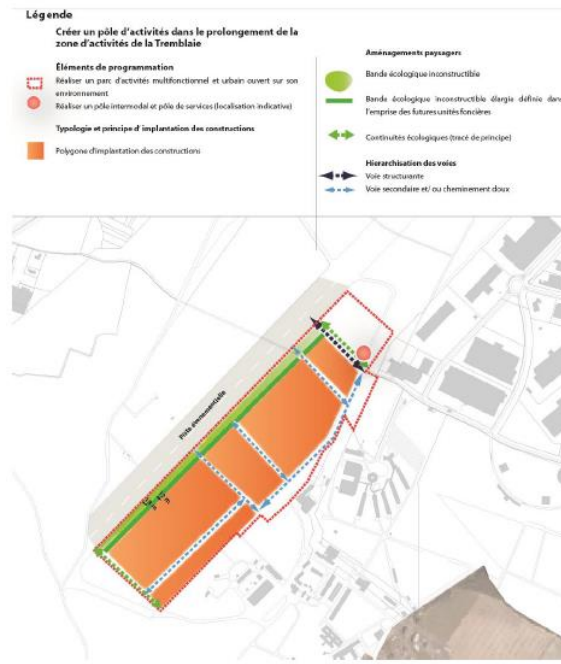 Légende
Créer un pôle d'activités dans le prolongement de la
zone d'activités de la Tremblaie
Éléments de programmation
Réaliser un parc d'activités multifonctionnel et urbain ouvert sur son
environnement
Réaliser un pôle intermodal et pôle de services (localisation indicative)
Typologie et principe d'implantation des constructions
Polygone d'implantation des constructions
Aménagements paysagers
Bande écologique inconstructible
Bande écologique inconstructible élargie définie dans
l'emprise des futures unités foncières
Continuités écologiques (tracé de principe)
Hierarchisation des voies
Voie structurante
Voie secondaire et/ ou cheminement doux
Piste évenementielle